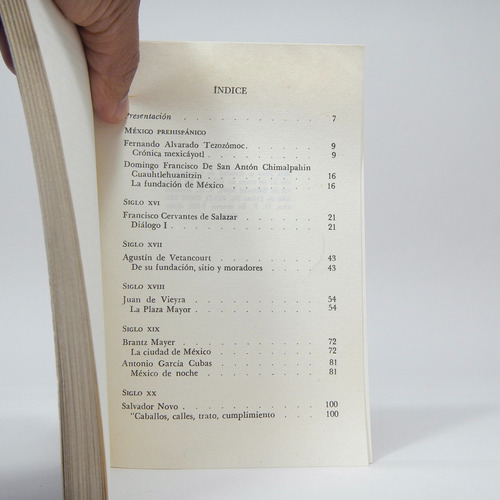 ÍNDICE
Presentación . . . . . . . . . . 7
MÉXICO PREHISPÁNICO
Fernando Alvarado Tezozómoc . . . . . . 9
Crónica mexicáyotl . . . . . . . . 9
Domingo Francisco De San Antón Chimalpahin
Cuauhtlehuanitzin . . . . . . . . 16
La fundación de México . . . . . . . 16
SIGLO XVI
Francisco Cervantes de Salazar . . . . . . 21
Diálogo I . . . . . . . . . . 21
SIGLO XVII
Agustín de Vetancourt . . . . . . . . 43
De su fundación, sitio y moradores . . . . 43
SIGLO XVIII
Juan de Vieyra . . . . . . . . . 54
La Plaza Mayor . . . . . . . . . 54
SIGLO XIX
Brantz Mayer . . . . . . . . . . 72
La ciudad de México . . . . . . . . 72
Antonio García Cubas . . . . . . . . 81
México de noche . . . . . . . . . 81
SIGLO XX
Salvador Novo . . . . . . . . . 100
"Caballos, calles, trato, cumplimiento . . . 100